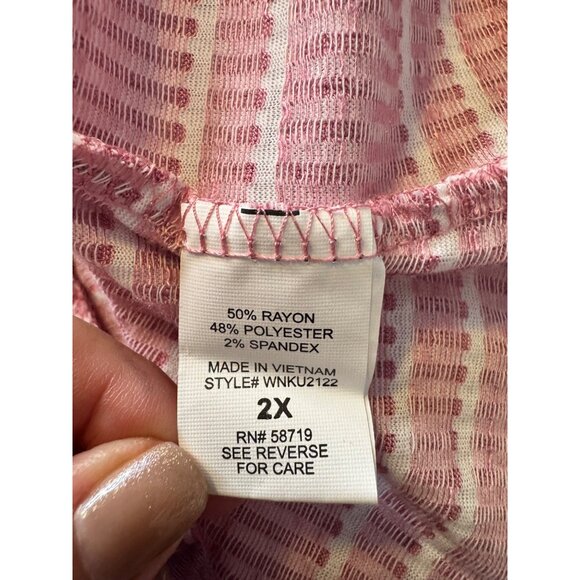 50% RAYON
48% POLYESTER
2% SPANDEX
MADE IN VIETNAM
STYLE# WNKU2122
2X
RN# 58719
SEE REVERSE
FOR CARE